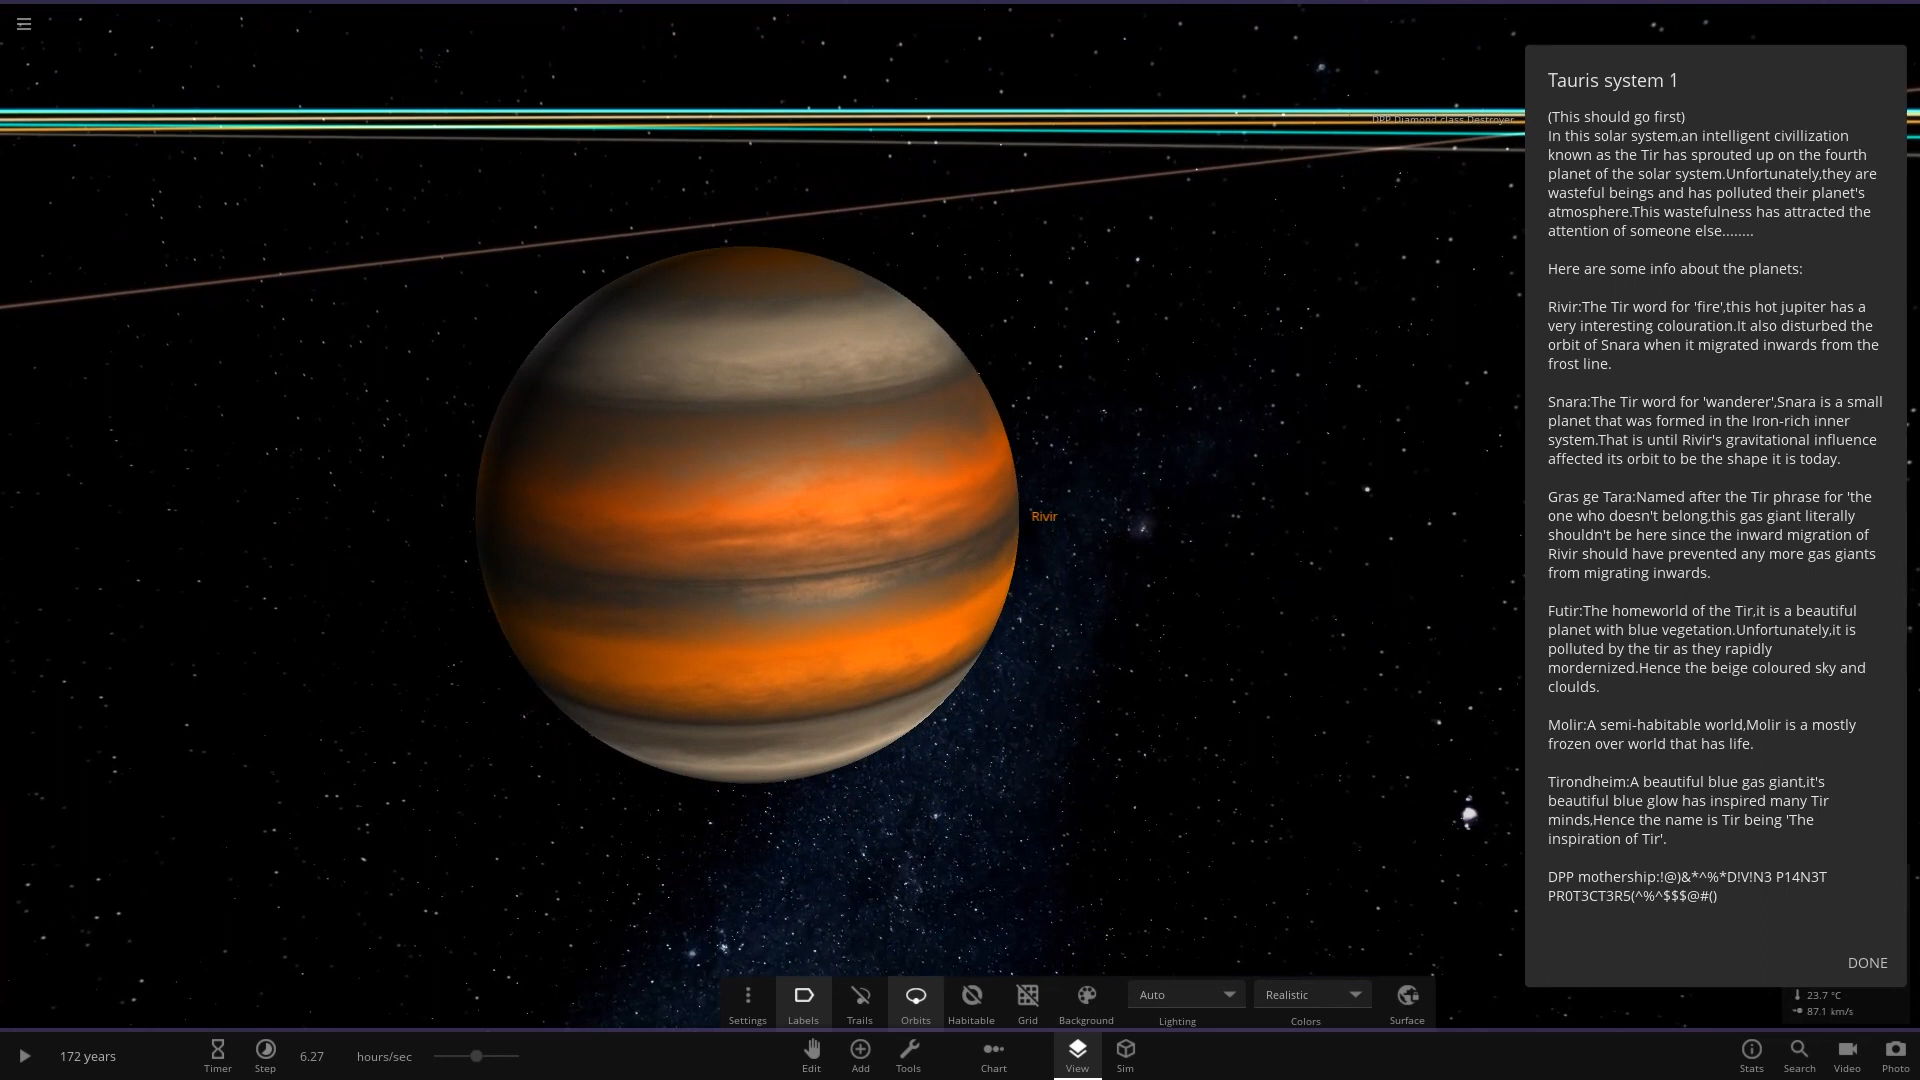 Tauris system 1
(This should go first)
In this solar system,an intelligent civillization
known as the Tir has sprouted up on the fourth
planet of the solar system.Unfortunately,they are
wasteful beings and has polluted their planet's
atmosphere.This wastefulness has attracted the
attention of someone else........
Here are some info about the planets:
Rivir:The Tir word for 'fire',this hot jupiter has a
very interesting colouration.It also disturbed the
orbit of Snara when it migrated inwards from the
frost line.
Snara:The Tir word for 'wanderer',Snara is a small
planet that was formed in the Iron-rich inner
system.That is until Rivir's gravitational influence
affected its orbit to be the shape it is today.
Gras ge Tara:Named after the Tir phrase for 'the
one who doesn't belong,this gas giant literally
shouldn't be here since the inward migration of
Rivir should have prevented any more gas giants
from migrating inwards.
Futir:The homeworld of the Tir,it is a beautiful
planet with blue vegetation.Unfortunately,it is
polluted by the tir as they rapidly
mordernized.Hence the beige coloured sky and
cloulds.
Molir:A semi-habitable world,Molir is a mostly
frozen over world that has life.
Tirondheim:A beautiful blue gas giant,it's
beautiful blue glow has inspired many Tir
minds,Hence the name is Tir being 'The
inspiration of Tir'.
DPP mothership:!@)&*^%*D!V!N3 P14N3T
PR0T3CT3R5(^%^$$$@#()
DONE
DPP Diamond class Destroyer
Rivir
23.7 °C
87.1 km/s
Auto
Realistic
Settings
Labels
Trails
Orbits
Habitable
Grid
Background
Lighting
Colors
Surface
172 years
Timer
Step
6.27
hours/sec
Edit
Add
Tools
Chart
View
Sim
Stats
Search
Video
Photo